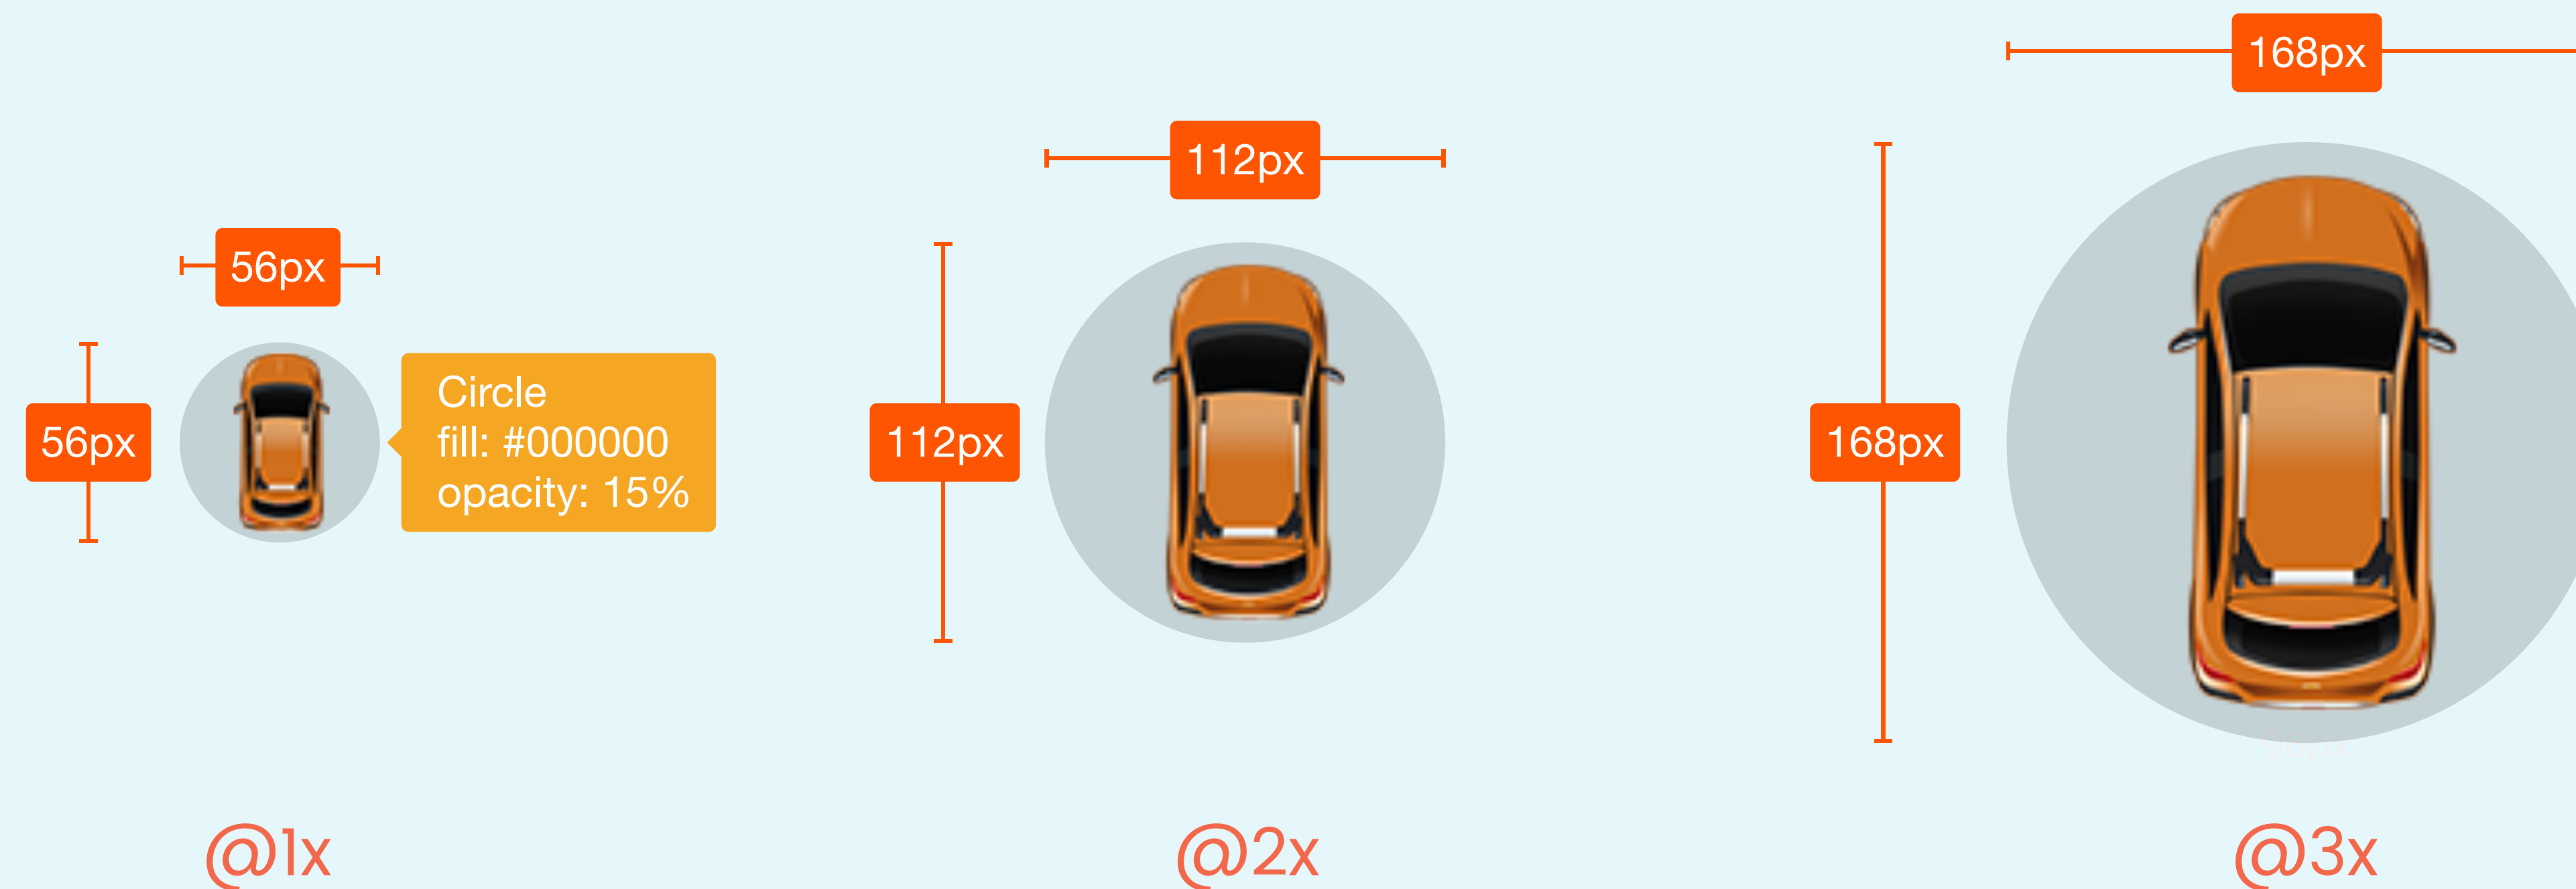 56px
56px
Circle
fill: #000000
opacity: 15%
@1x
112px
112px
@2x
168px
168px
@3x